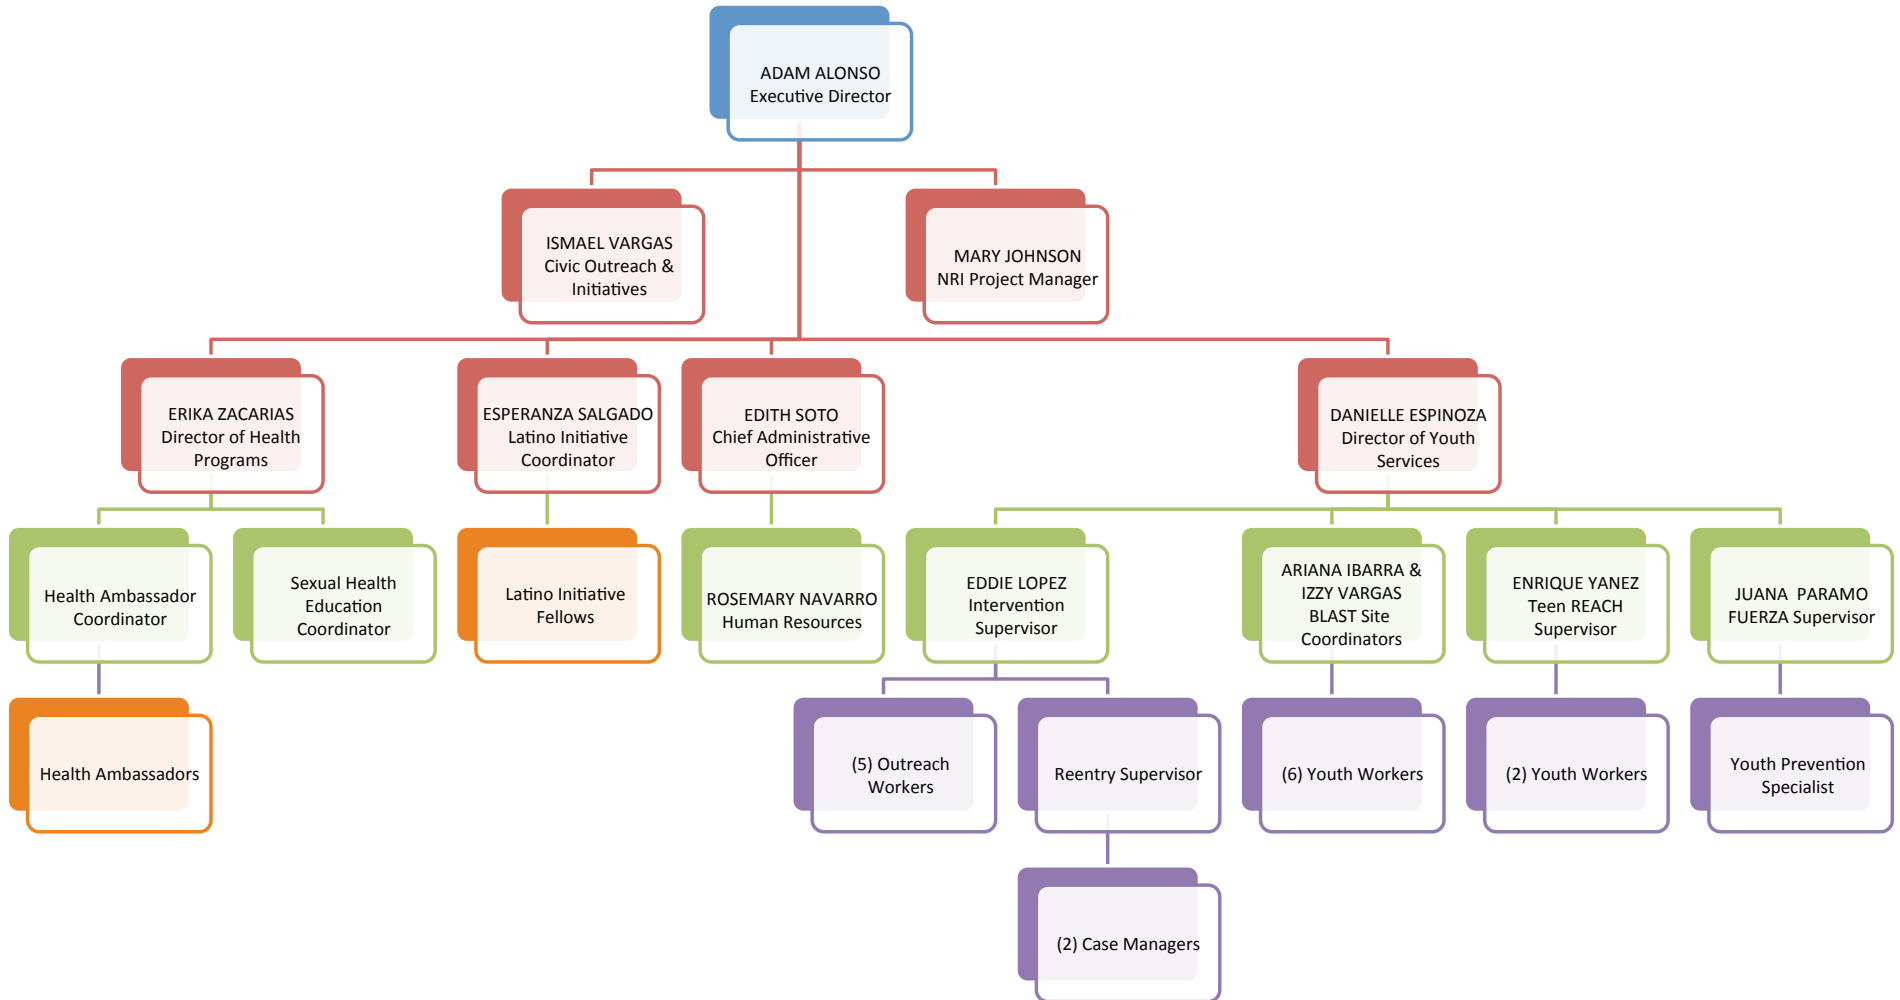 ADAM ALONSO
Executive Director
ISMAEL VARGAS
Civic Outreach &
Initiatives
MARY JOHNSON
NRI Project Manager
ERIKA ZACARIAS
Director of Health
Programs
ESPERANZA SALGADO
Latino Initiative
Coordinator
EDITH SOTO
Chief Administrative
Officer
DANIELLE ESPINOZA
Director of Youth
Services
Health Ambassador
Coordinator
Sexual Health
Education
Coordinator
Latino Initiative
Fellows
ROSEMARY NAVARRO
Human Resources
EDDIE LOPEZ
Intervention
Supervisor
ARIANA IBARRA &
IZZY VARGAS
BLAST Site
Coordinators
ENRIQUE YANEZ
Teen REACH
Supervisor
JUANA  PARAMO
FUERZA Supervisor
Health Ambassadors
(5) Outreach
Workers
Reentry Supervisor
(6) Youth Workers
(2) Youth Workers
Youth Prevention
Specialist
(2) Case Managers